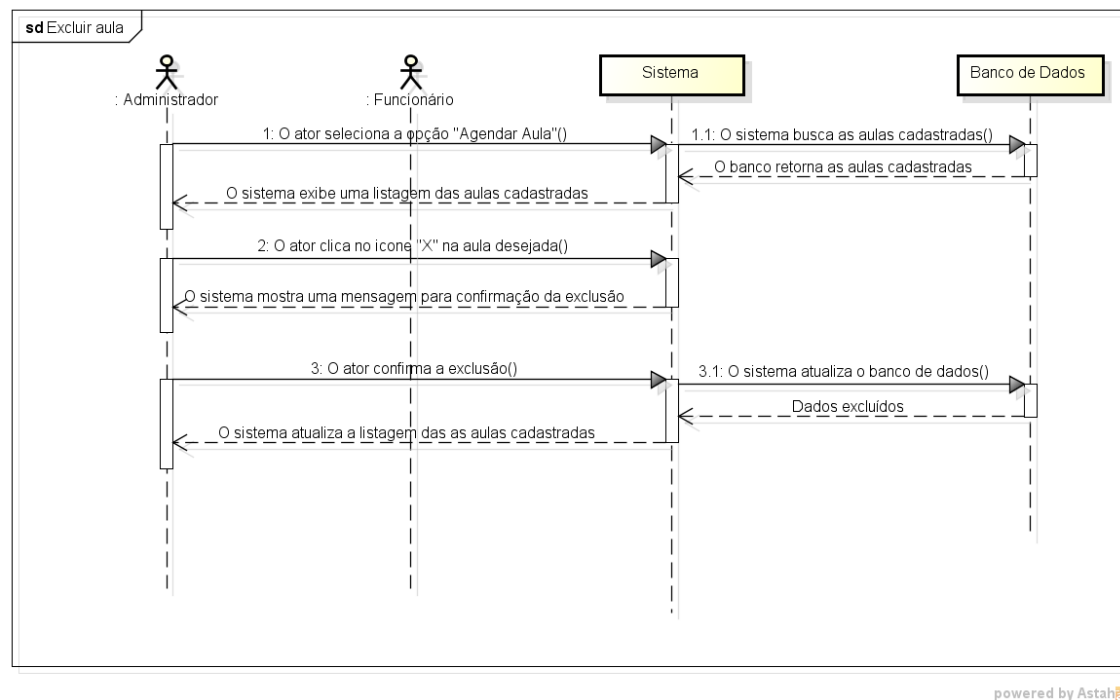 sd Excluir aula
: Administrador
: Funcionário
Sistema
Banco de Dados
1: O ator seleciona a opção "Agendar Aula"()
1.1: O sistema busca as aulas cadastradas()
O banco retorna as aulas cadastradas
O sistema exibe uma listagem das aulas cadastradas
2: O ator clica no icone "X" na aula desejada()
O sistema mostra uma mensagem para confirmação da exclusão
3: O ator confirma a exclusão()
3.1: O sistema atualiza o banco de dados()
Dados excluídos
O sistema atualiza a listagem das as aulas cadastradas
powered by Astah